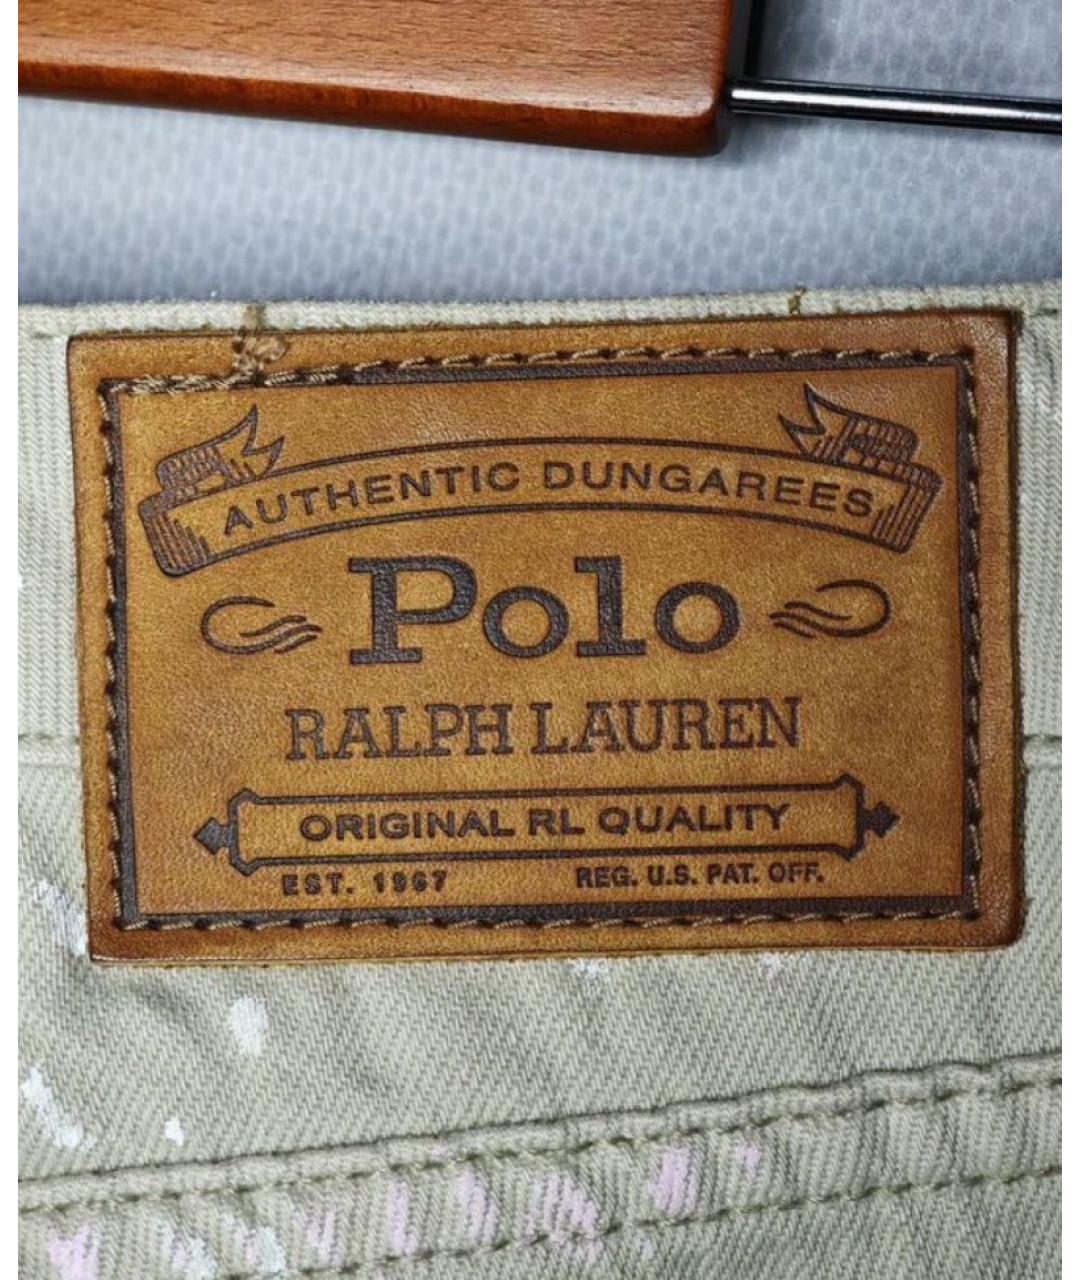 AUTHENTIC DUNGAREES
Polo
RALPH LAUREN
ORIGINAL RL QUALITY
EST. 1967 REG. U.S. PAT. OFF.